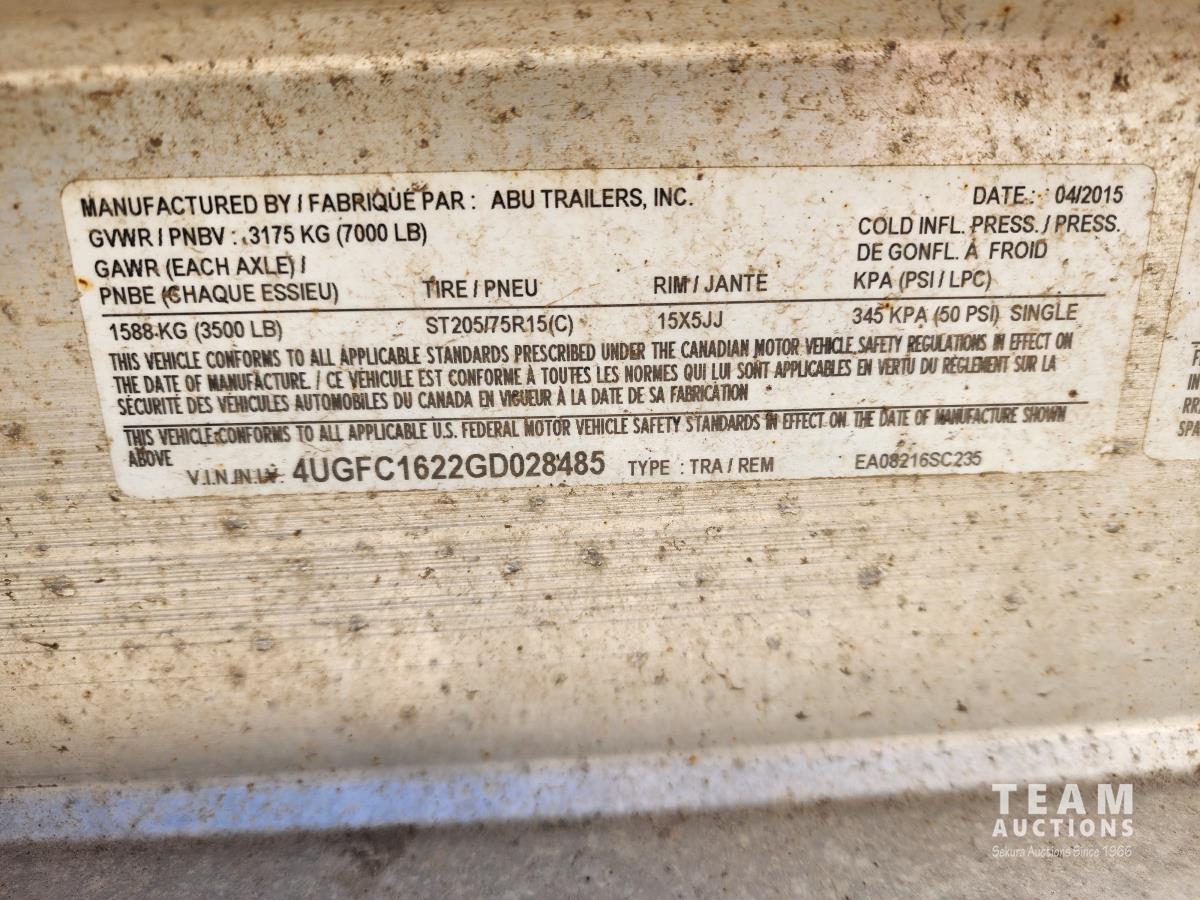 MANUFACTURED BY / FABRIQUÉ PAR : ABU TRAILERS, INC. DATE : 04/2015
GVWR / PNBV : 3175 KG (7000 LB) COLD INFL. PRESS. / PRESS.
GAWR (EACH AXLE) / DE GONFL. À FROID
PNBE (CHAQUE ESSIEU) TIRE / PNEU RIM / JANTE KPA (PSI / LPC)
1588 KG (3500 LB) ST205/75R15(C) 15X5JJ 345 KPA (50 PSI) SINGLE
THIS VEHICLE CONFORMS TO ALL APPLICABLE STANDARDS PRESCRIBED UNDER THE CANADIAN MOTOR VEHICLE SAFETY REGULATIONS IN EFFECT ON
THE DATE OF MANUFACTURE. / CE VÉHICULE EST CONFORME À TOUTES LES NORMES QUI LUI SONT APPLICABLES EN VERTU DU RÈGLEMENT SUR LA
SÉCURITÉ DES VÉHICULES AUTOMOBILES DU CANADA EN VIGUEUR À LA DATE DE SA FABRICATION
THIS VEHICLE CONFORMS TO ALL APPLICABLE U.S. FEDERAL MOTOR VEHICLE SAFETY STANDARDS IN EFFECT ON THE DATE OF MANUFACTURE SHOWN
ABOVE
V.I.N./N.I.V. 4UGFC1622GD028485 TYPE : TRA / REM EA08216SC235
IN
RR
SPA
TEAM
AUCTIONS
Sekura Auctions Since 1966